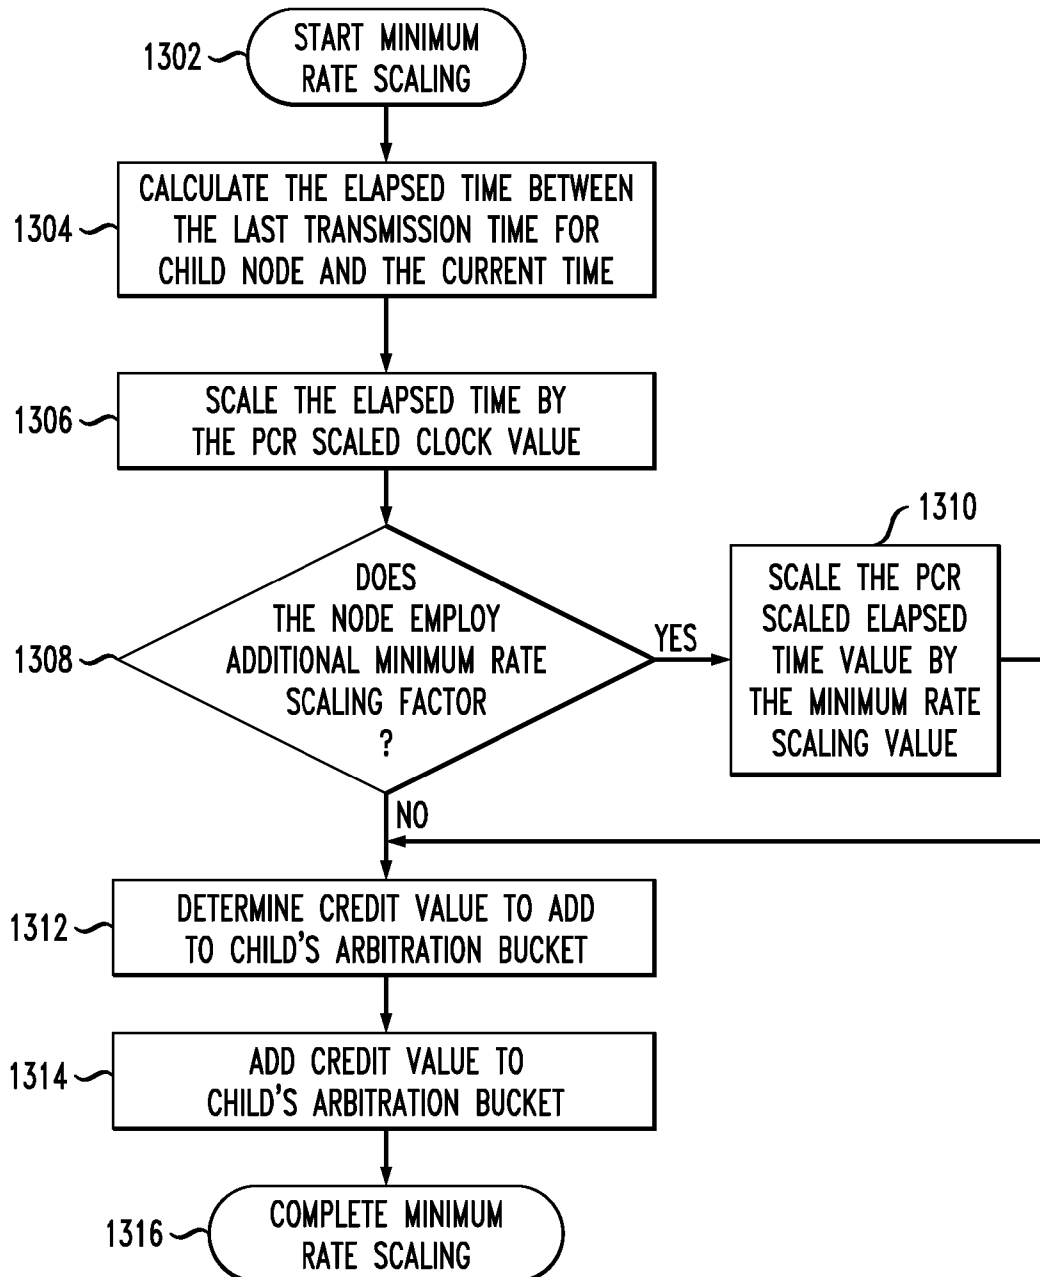 1302
START MINIMUM
RATE SCALING
1304
CALCULATE THE ELAPSED TIME BETWEEN
THE LAST TRANSMISSION TIME FOR
CHILD NODE AND THE CURRENT TIME
1306
SCALE THE ELAPSED TIME BY
THE PCR SCALED CLOCK VALUE
1308
DOES
THE NODE EMPLOY
ADDITIONAL MINIMUM RATE
SCALING FACTOR
?
YES
1310
SCALE THE PCR
SCALED ELAPSED
TIME VALUE BY
THE MINIMUM RATE
SCALING VALUE
NO
1312
DETERMINE CREDIT VALUE TO ADD
TO CHILD'S ARBITRATION BUCKET
1314
ADD CREDIT VALUE TO
CHILD'S ARBITRATION BUCKET
1316
COMPLETE MINIMUM
RATE SCALING